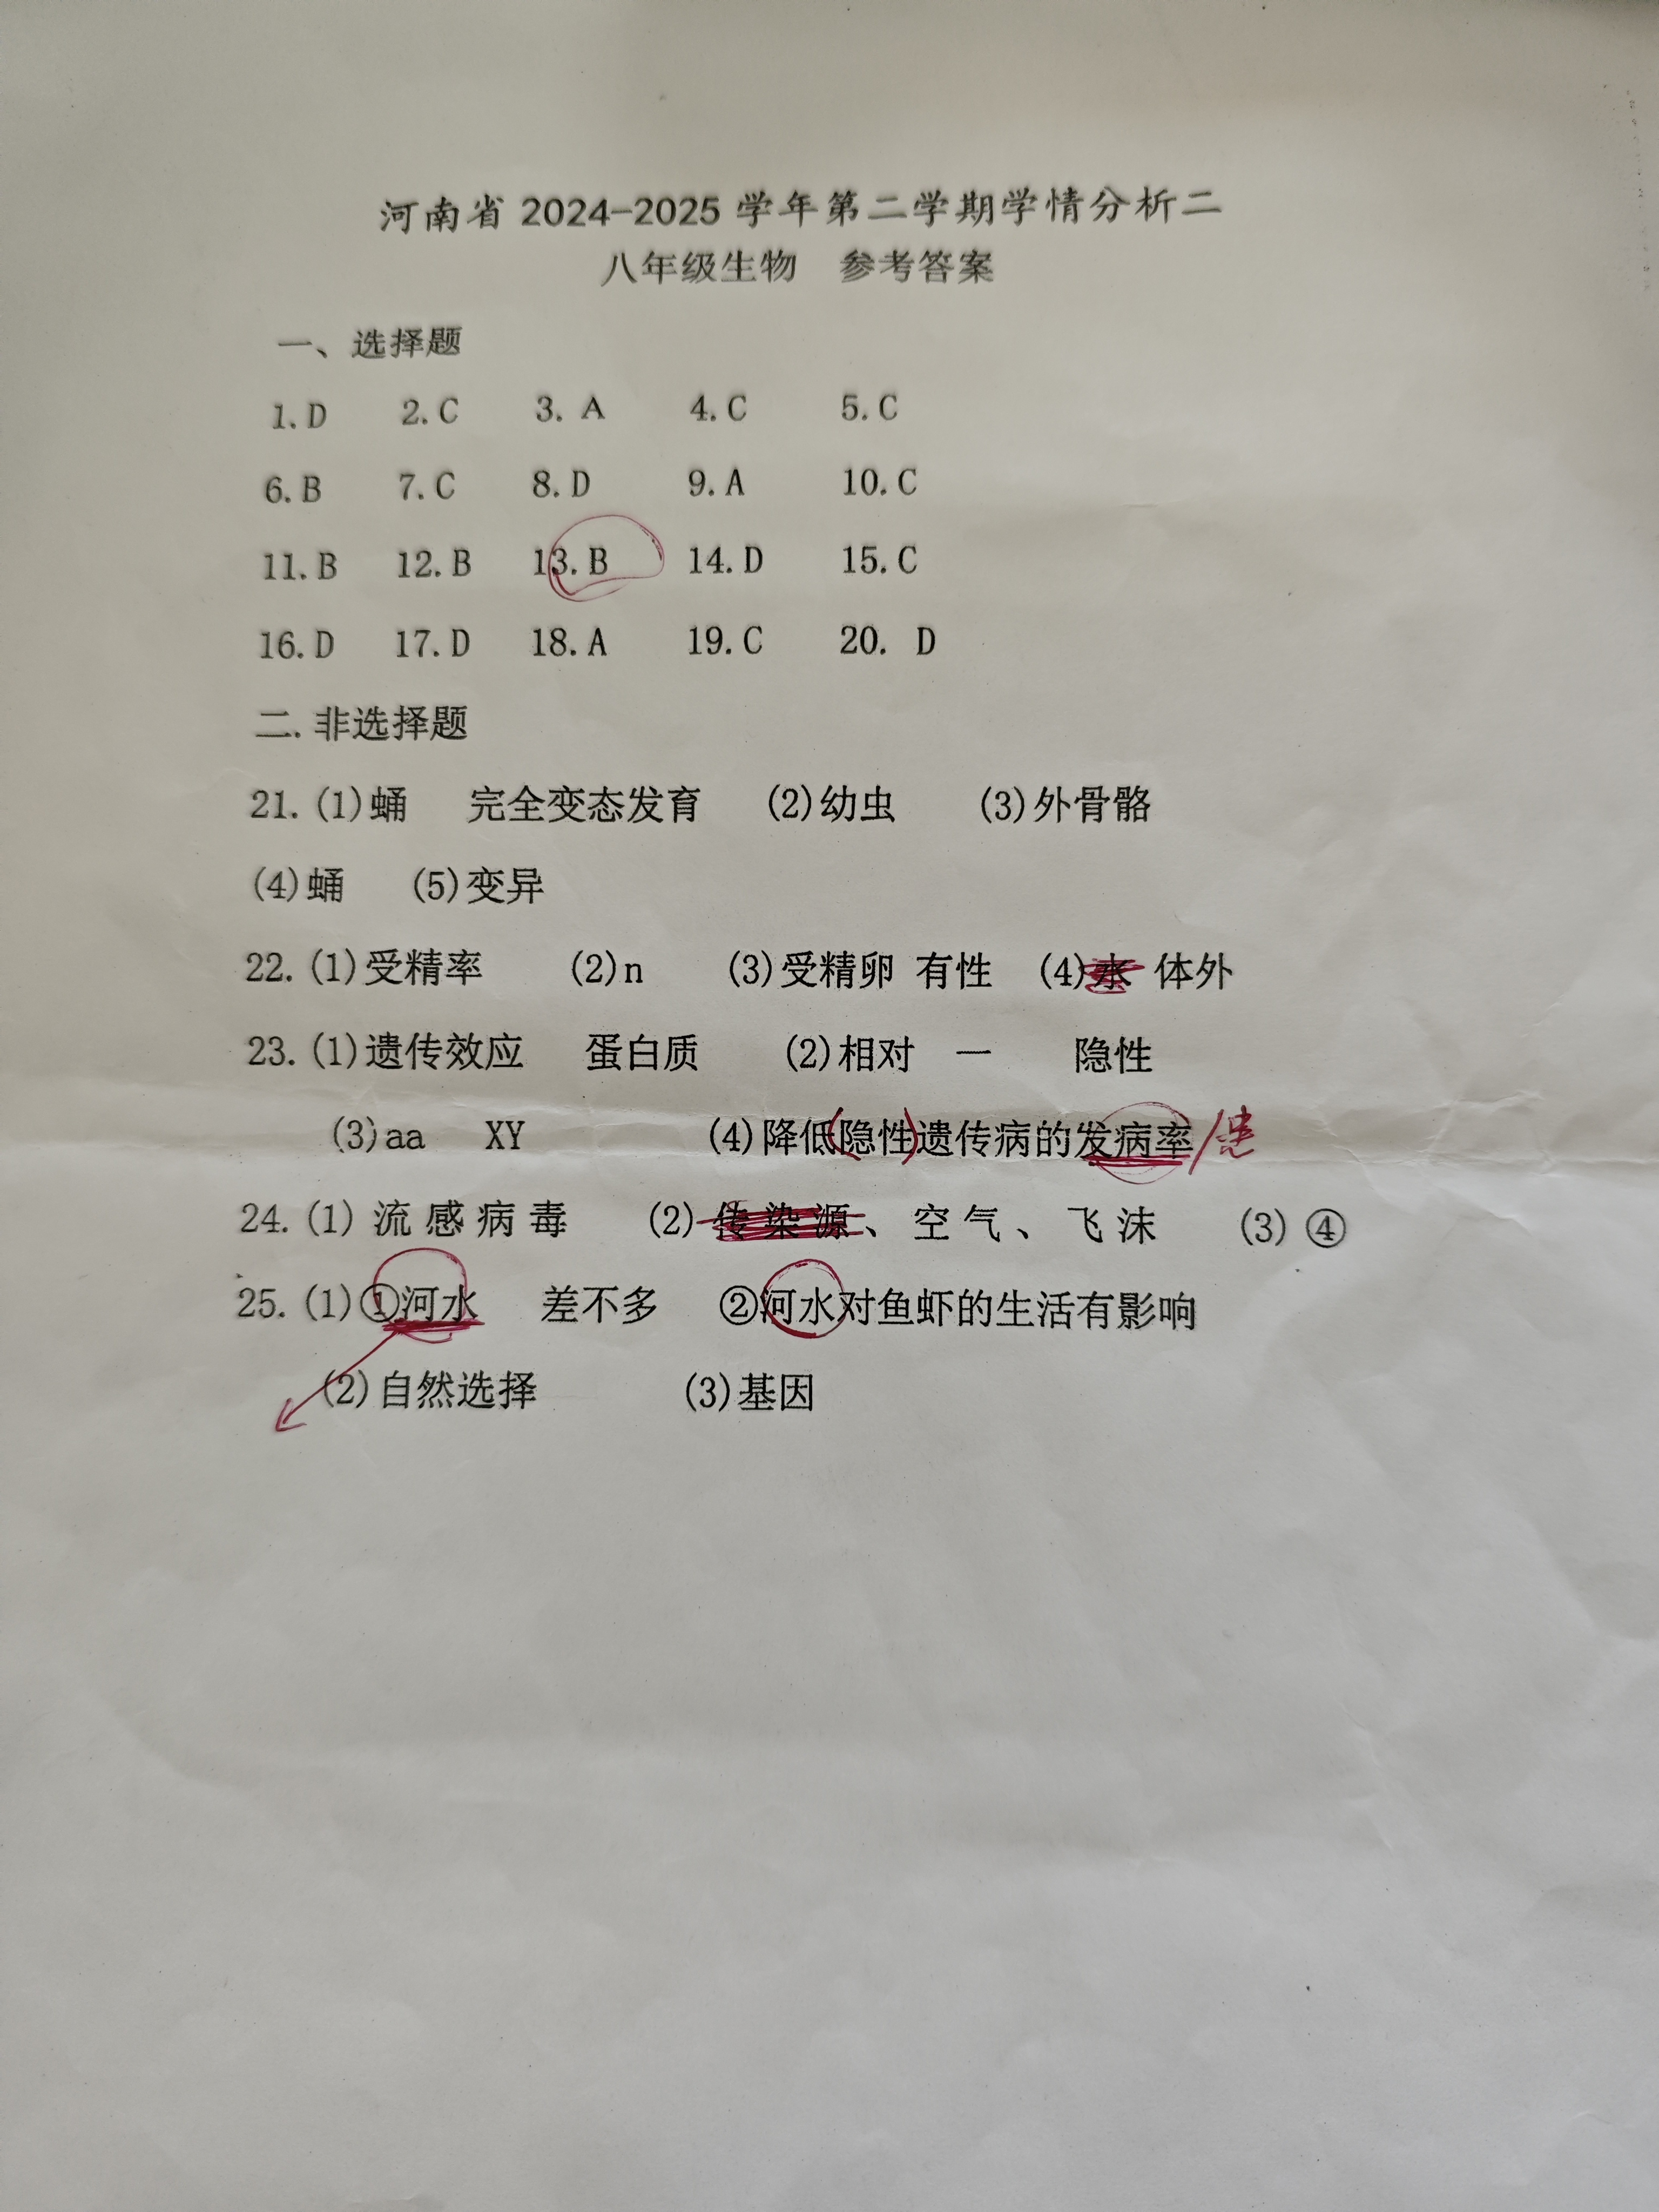 河南省 2024-2025 学年第二学期学情分析二
八年级生物 参考答案
一、选择题
1.D 2.C 3. A 4.C 5.C
6.B 7.C 8.D 9.A 10.C
11.B 12.B 13.B 14.D 15.C
16.D 17.D 18.A 19.C 20. D
二.非选择题
21.(1)蛹 完全变态发育 (2)幼虫 (3)外骨骼
(4)蛹 (5)变异
22.(1)受精率 (2)n (3)受精卵 有性 (4)水 体外
23.(1)遗传效应 蛋白质 (2)相对 一 隐性
(3)aa XY (4)降低(隐性)遗传病的发病率/患
24.(1) 流感病毒 (2) 传染源、空气、飞沫 (3) ④
25.(1)①河水 差不多 ②河水对鱼虾的生活有影响
(2)自然选择 (3)基因